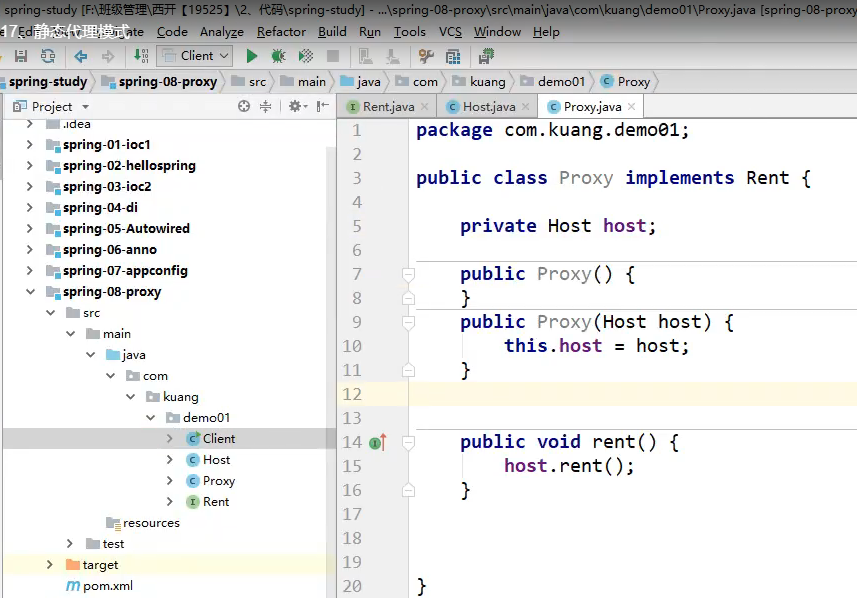 spring-study [F:\班级管理\西开【19525】\2、代码\spring-study] - ...\spring-08-proxy\src\main\java\com\kuang\demo01\Proxy.java [spring-08-proxy]
17、静态代理模式
Code Analyze Refactor Build Run Tools VCS Window Help
Client
spring-study spring-08-proxy src main java com kuang demo01 Proxy
Project
Rent.java Host.java Proxy.java
.idea
spring-01-ioc1
spring-02-hellospring
spring-03-ioc2
spring-04-di
spring-05-Autowired
spring-06-anno
spring-07-appconfig
spring-08-proxy
src
main
java
com
kuang
demo01
Client
Host
Proxy
Rent
resources
test
target
pom.xml
1 package com.kuang.demo01;
2
3 public class Proxy implements Rent {
4
5 private Host host;
6
7 public Proxy() {
8 }
9 public Proxy(Host host) {
10 this.host = host;
11 }
12
13
14 public void rent() {
15 host.rent();
16 }
17
18
19
20 }